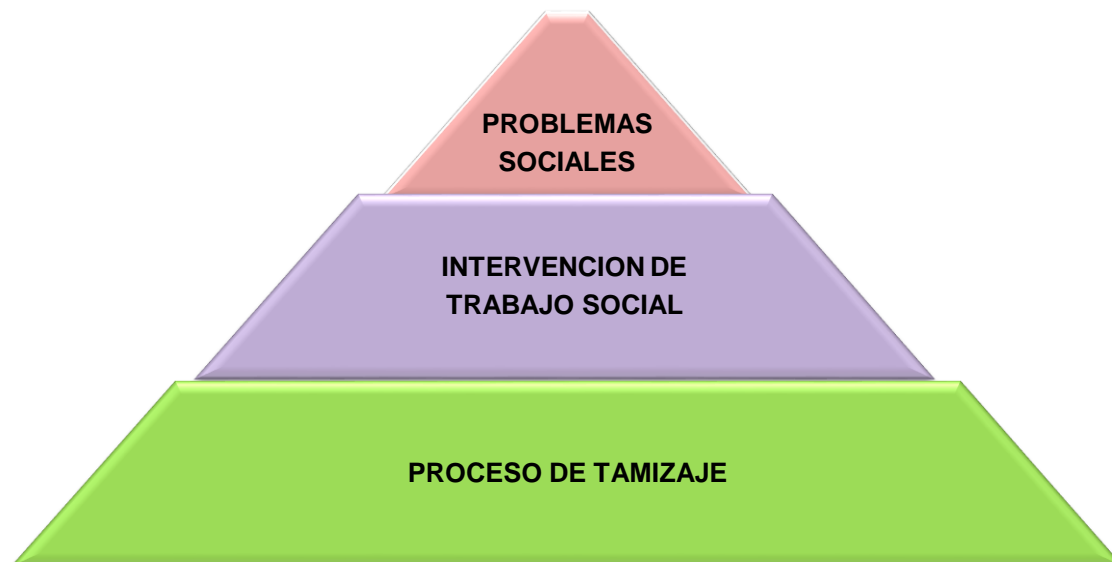 PROBLEMAS
SOCIALES
INTERVENCION DE
TRABAJO SOCIAL
PROCESO DE TAMIZAJE